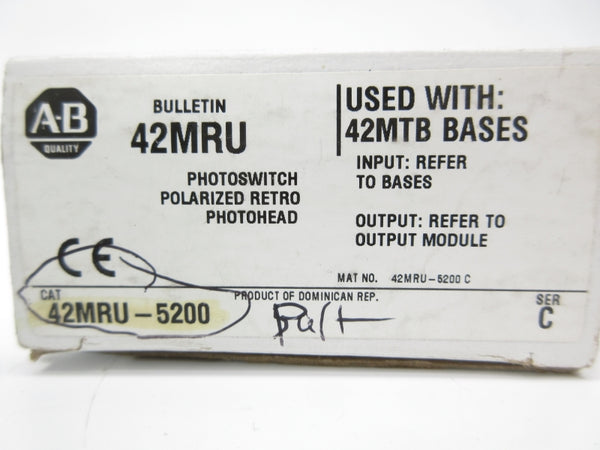 A-B
QUALITY
BULLETIN
42MRU
PHOTOSWITCH
POLARIZED RETRO
PHOTOHEAD
USED WITH:
42MTB BASES
INPUT: REFER
TO BASES
OUTPUT: REFER TO
OUTPUT MODULE
MAT NO. 42MRU-5200 C
CE
CAT
42MRU-5200
PRODUCT OF DOMINICAN REP.
SER
C